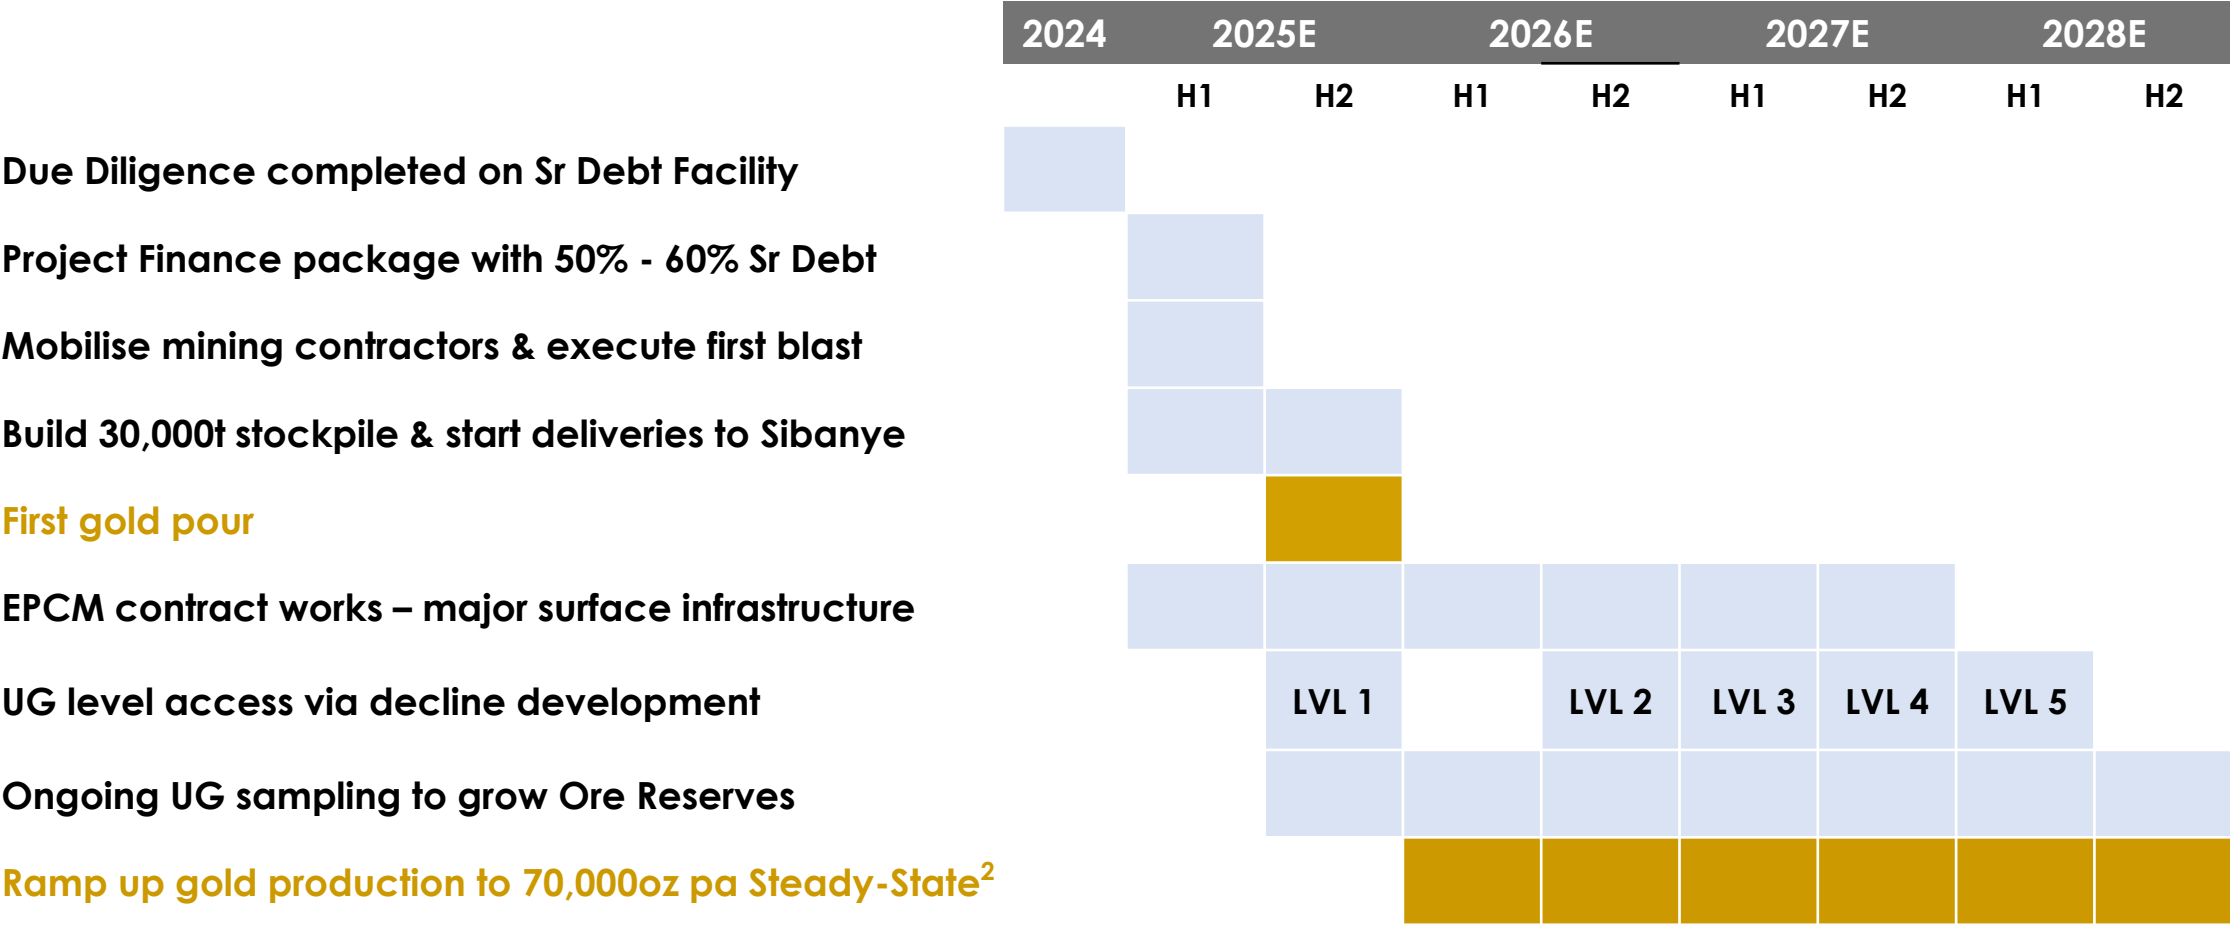 2024 2025E 2026E 2027E 2028E
H1 H2 H1 H2 H1 H2 H1 H2
Due Diligence completed on Sr Debt Facility
Project Finance package with 50% - 60% Sr Debt
Mobilise mining contractors & execute first blast
Build 30,000t stockpile & start deliveries to Sibanye
First gold pour
EPCM contract works – major surface infrastructure
UG level access via decline development LVL 1 LVL 2 LVL 3 LVL 4 LVL 5
Ongoing UG sampling to grow Ore Reserves
Ramp up gold production to 70,000oz pa Steady-State²